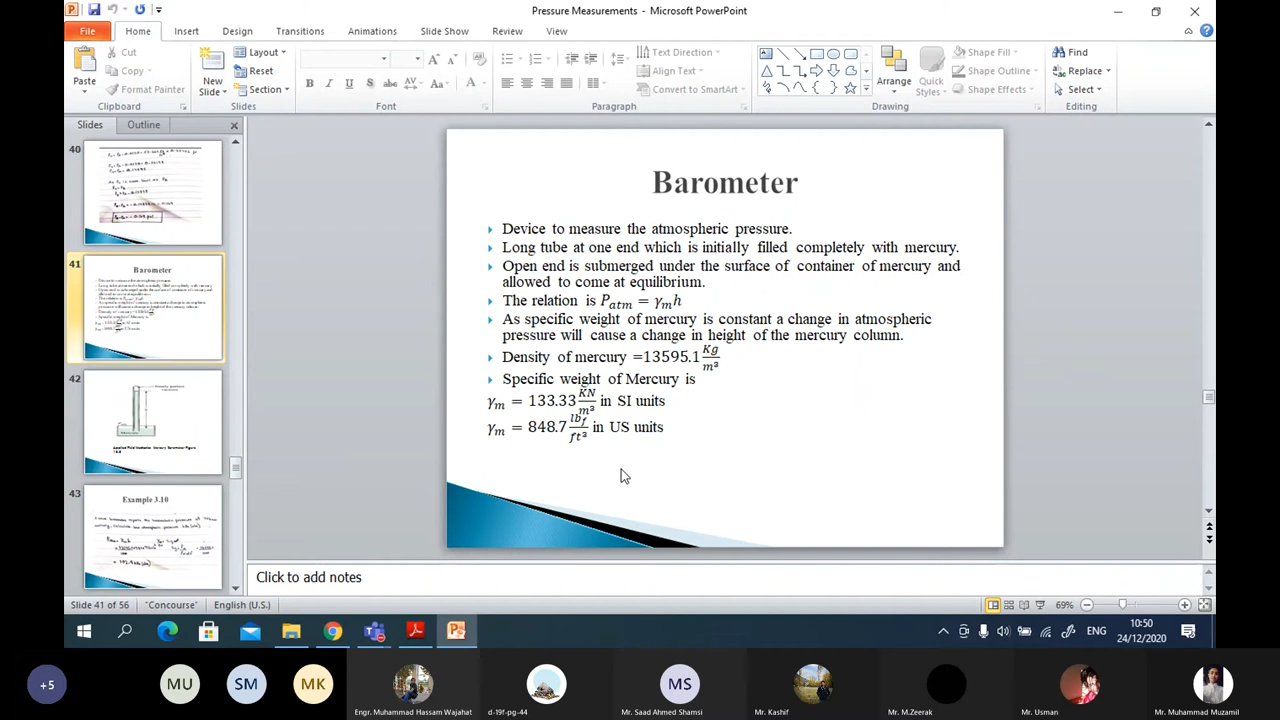 Pressure Measurements - Microsoft PowerPoint
File Home Insert Design Transitions Animations Slide Show Review View
Paste
Cut
Copy
Format Painter
Clipboard
New Slide
Layout
Reset
Section
Slides
Font
Text Direction
Align Text
Convert to SmartArt
Paragraph
Arrange
Quick Styles
Shape Fill
Shape Outline
Shape Effects
Drawing
Find
Replace
Select
Editing
Slides Outline
40
41
Barometer
42
43
Example 3.10
Barometer
Device to measure the atmospheric pressure.
Long tube at one end which is initially filled completely with mercury.
Open end is submerged under the surface of container of mercury and
allowed to come at eqilibrium.
The relation is P_atm = γ_m h
As specific weight of mercury is constant a change in atmospheric
pressure will cause a change in height of the mercury column.
Density of mercury =13595.1 Kg/m³
Specific weight of Mercury is
γ_m = 133.33 KN/m³ in SI units
γ_m = 848.7 lb_f/ft³ in US units
Click to add notes
Slide 41 of 56 "Concourse" English (U.S.) 69%
ENG 10:50
24/12/2020
+5 MU SM MK MS
Engr. Muhammad Hassam Wajahat d-19f-pg-44 Mr. Saad Ahmed Shamsi Mr. Kashif Mr. M.Zeerak Mr. Usman Mr. Muhammad Muzamil